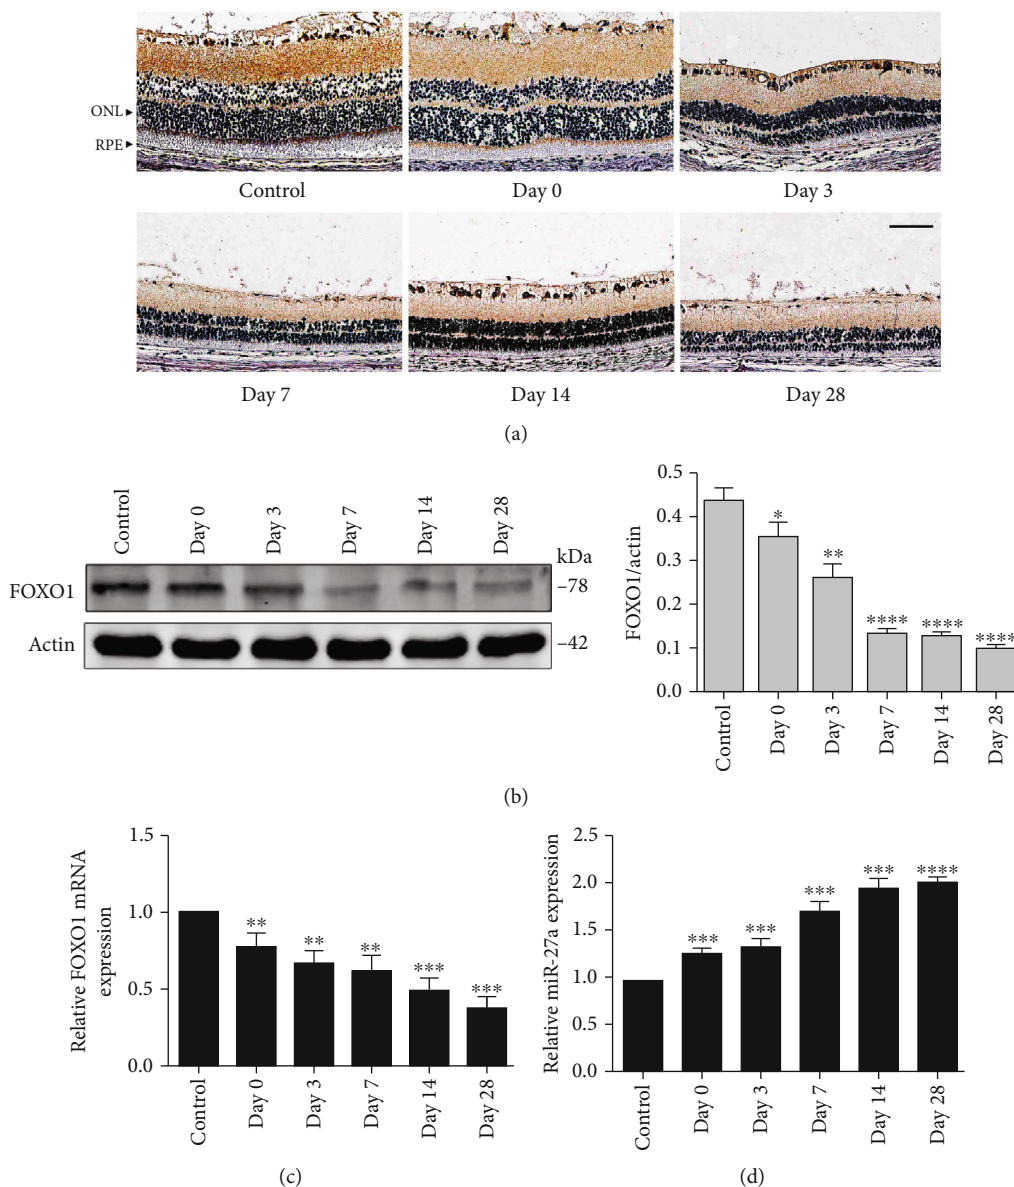 ONL
RPE
Control
Day 0
Day 3
Day 7
Day 14
Day 28
(a)
Control
Day 0
Day 3
Day 7
Day 14
Day 28
kDa
FOXO1
–78
Actin
–42
FOXO1/actin
0.5
0.4
0.3
0.2
0.1
0.0
*
**
****
****
****
Control
Day 0
Day 3
Day 7
Day 14
Day 28
(b)
Relative FOXO1 mRNA
expression
1.5
1.0
0.5
0.0
**
**
**
***
***
Control
Day 0
Day 3
Day 7
Day 14
Day 28
(c)
Relative miR-27a expression
2.5
2.0
1.5
1.0
0.5
0.0
***
***
***
***
****
Control
Day 0
Day 3
Day 7
Day 14
Day 28
(d)